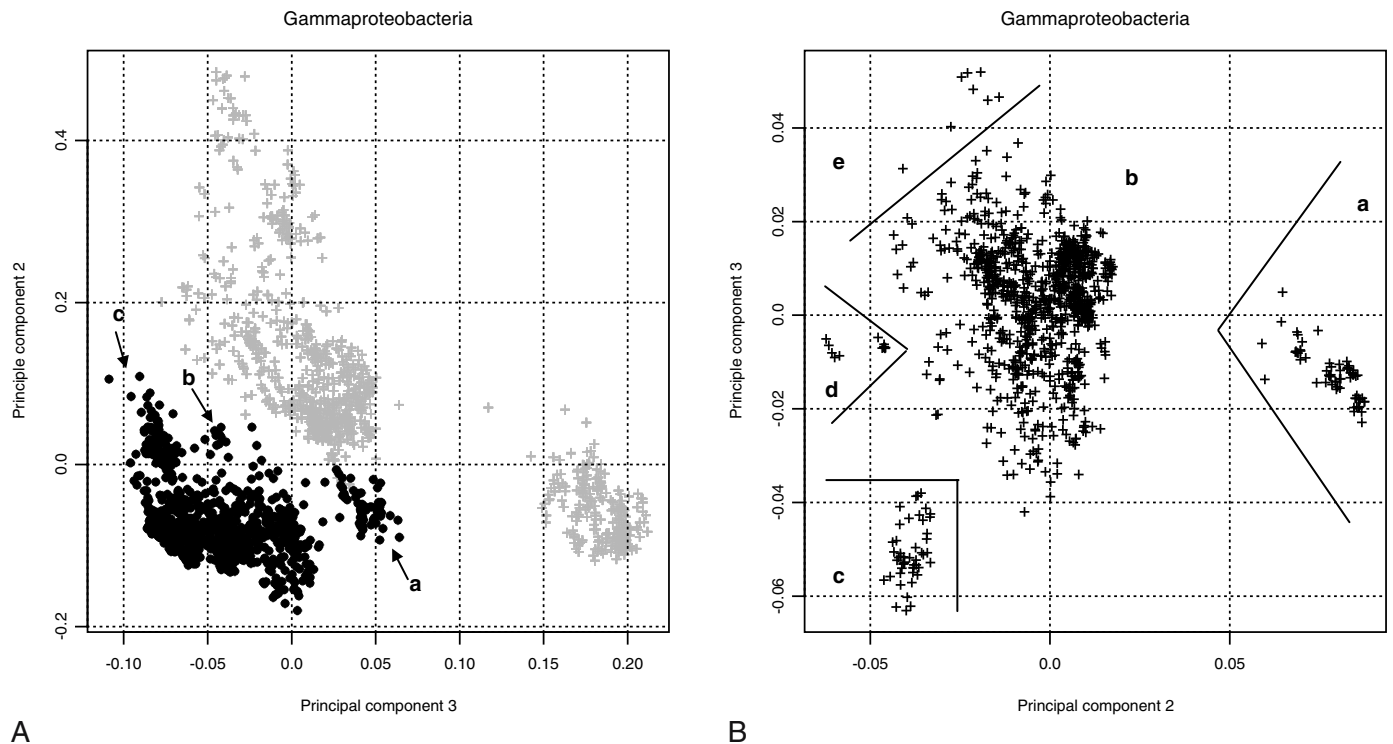 Gammaproteobacteria
Principle component 2
0.4
0.2
0.0
-0.2
c
b
a
-0.10
-0.05
0.0
0.05
0.10
0.15
0.20
Principal component 3
A
Gammaproteobacteria
Principle component 3
0.04
0.02
0.0
-0.02
-0.04
-0.06
e
b
a
d
c
-0.05
0.0
0.05
Principal component 2
B